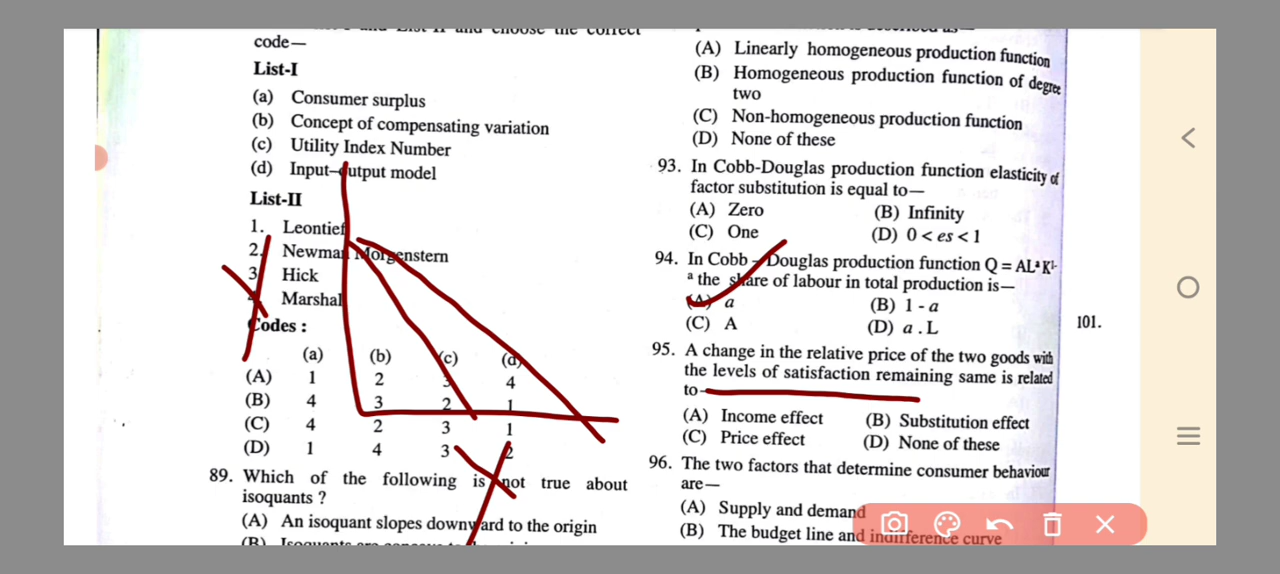 code—
List-I
(a) Consumer surplus
(b) Concept of compensating variation
(c) Utility Index Number
(d) Input–output model
List-II
1. Leontief
2. Newman Morgenstern
3. Hick
4. Marshal
Codes :
(a) (b) (c) (d)
(A) 1 2 3 4
(B) 4 3 2 1
(C) 4 2 3 1
(D) 1 4 3 2
89. Which of the following is not true about
isoquants ?
(A) An isoquant slopes downward to the origin
(A) Linearly homogeneous production function
(B) Homogeneous production function of degree
two
(C) Non-homogeneous production function
(D) None of these
93. In Cobb-Douglas production function elasticity of
factor substitution is equal to—
(A) Zero (B) Infinity
(C) One (D) 0 < es < 1
94. In Cobb – Douglas production function Q = ALᵃ K¹⁻
ᵃ the share of labour in total production is—
(A) a (B) 1 - a
(C) A (D) a . L
95. A change in the relative price of the two goods with
the levels of satisfaction remaining same is related
to—
(A) Income effect (B) Substitution effect
(C) Price effect (D) None of these
96. The two factors that determine consumer behaviour
are—
(A) Supply and demand
(B) The budget line and indifference curve
101.